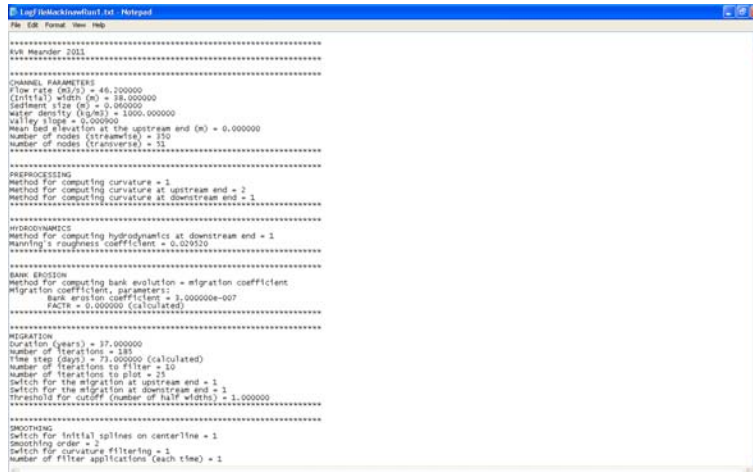 LogFileMackinawRun1.txt - Notepad
File Edit Format View Help
******************************************************************
RVR Meander 2011
******************************************************************
******************************************************************
CHANNEL PARAMETERS
Flow rate (m3/s) = 46.200000
(Initial) width (m) = 38.000000
Sediment size (m) = 0.060000
Water density (kg/m3) = 1000.000000
Valley slope = 0.000900
Mean bed elevation at the upstream end (m) = 0.000000
Number of nodes (streamwise) = 350
Number of nodes (transverse) = 51
******************************************************************
******************************************************************
PREPROCESSING
Method for computing curvature = 1
Method for computing curvature at upstream end = 2
Method for computing curvature at downstream end = 1
******************************************************************
******************************************************************
HYDRODYNAMICS
Method for computing hydrodynamics at downstream end = 1
Manning's roughness coefficient = 0.029520
******************************************************************
******************************************************************
BANK EROSION
Method for computing bank evolution = migration coefficient
Migration coefficient, parameters:
Bank erosion coefficient = 3.000000e-007
FACTR = 0.000000 (calculated)
******************************************************************
******************************************************************
MIGRATION
Duration (years) = 37.000000
Number of iterations = 185
Time step (days) = 73.000000 (calculated)
Number of iterations to filter = 10
Number of iterations to plot = 25
Switch for the migration at upstream end = 1
Switch for the migration at downstream end = 1
Threshold for cutoff (number of half widths) = 1.000000
******************************************************************
******************************************************************
SMOOTHING
Switch for initial splines on centerline = 1
Smoothing order = 2
Switch for curvature filtering = 1
Number of filter applications (each time) = 1